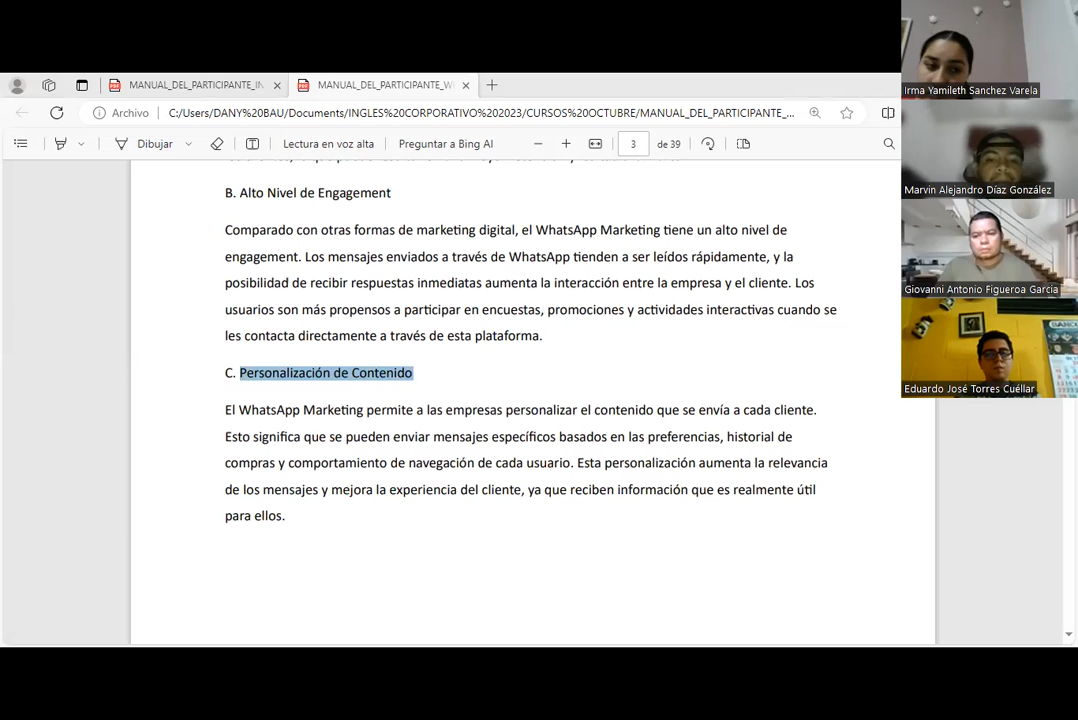 MANUAL_DEL_PARTICIPANTE_IN
MANUAL_DEL_PARTICIPANTE_W
Archivo
C:/Users/DANY%20BAU/Documents/INGLES%20CORPORATIVO%202023/CURSOS%20OCTUBRE/MANUAL_DEL_PARTICIPANTE_...
Dibujar
Lectura en voz alta
Preguntar a Bing AI
3 de 39
B. Alto Nivel de Engagement
Comparado con otras formas de marketing digital, el WhatsApp Marketing tiene un alto nivel de
engagement. Los mensajes enviados a través de WhatsApp tienden a ser leídos rápidamente, y la
posibilidad de recibir respuestas inmediatas aumenta la interacción entre la empresa y el cliente. Los
usuarios son más propensos a participar en encuestas, promociones y actividades interactivas cuando se
les contacta directamente a través de esta plataforma.
C. Personalización de Contenido
El WhatsApp Marketing permite a las empresas personalizar el contenido que se envía a cada cliente.
Esto significa que se pueden enviar mensajes específicos basados en las preferencias, historial de
compras y comportamiento de navegación de cada usuario. Esta personalización aumenta la relevancia
de los mensajes y mejora la experiencia del cliente, ya que reciben información que es realmente útil
para ellos.
Irma Yamileth Sanchez Varela
Marvin Alejandro Díaz González
Giovanni Antonio Figueroa Garcia
Eduardo José Torres Cuéllar